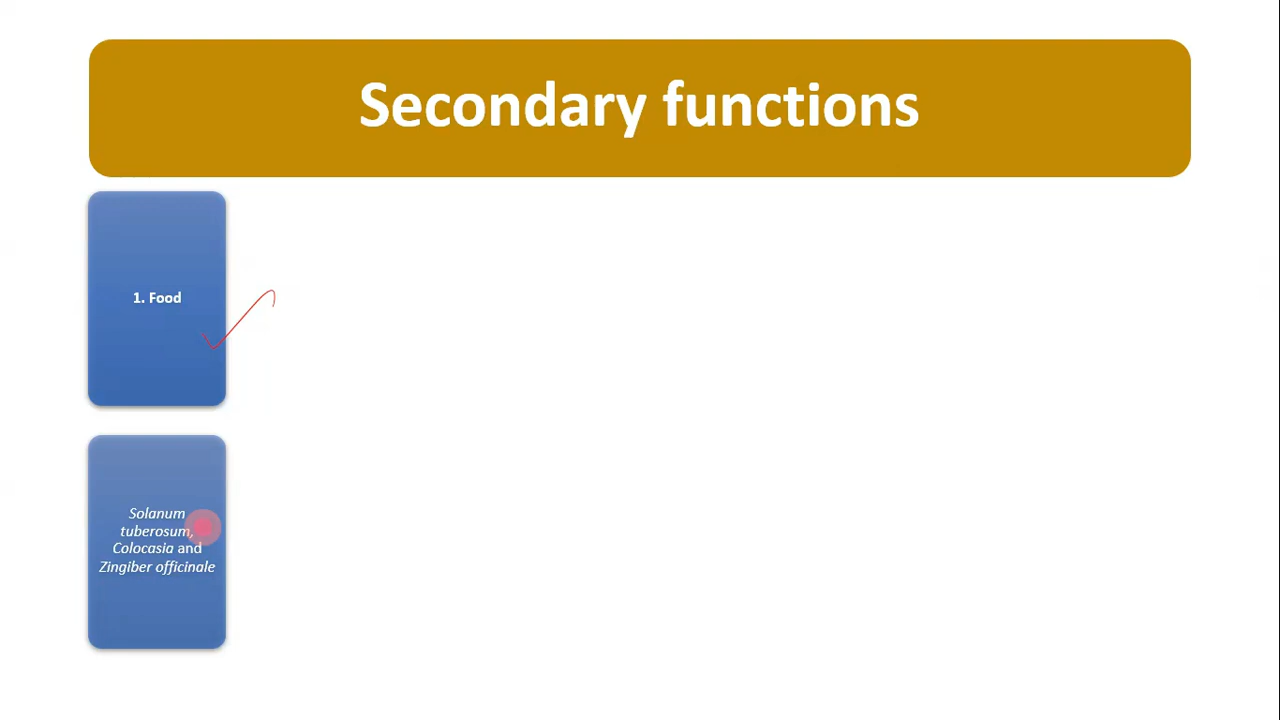 Secondary functions
1. Food
Solanum
tuberosum,
Colocasia and
Zingiber officinale